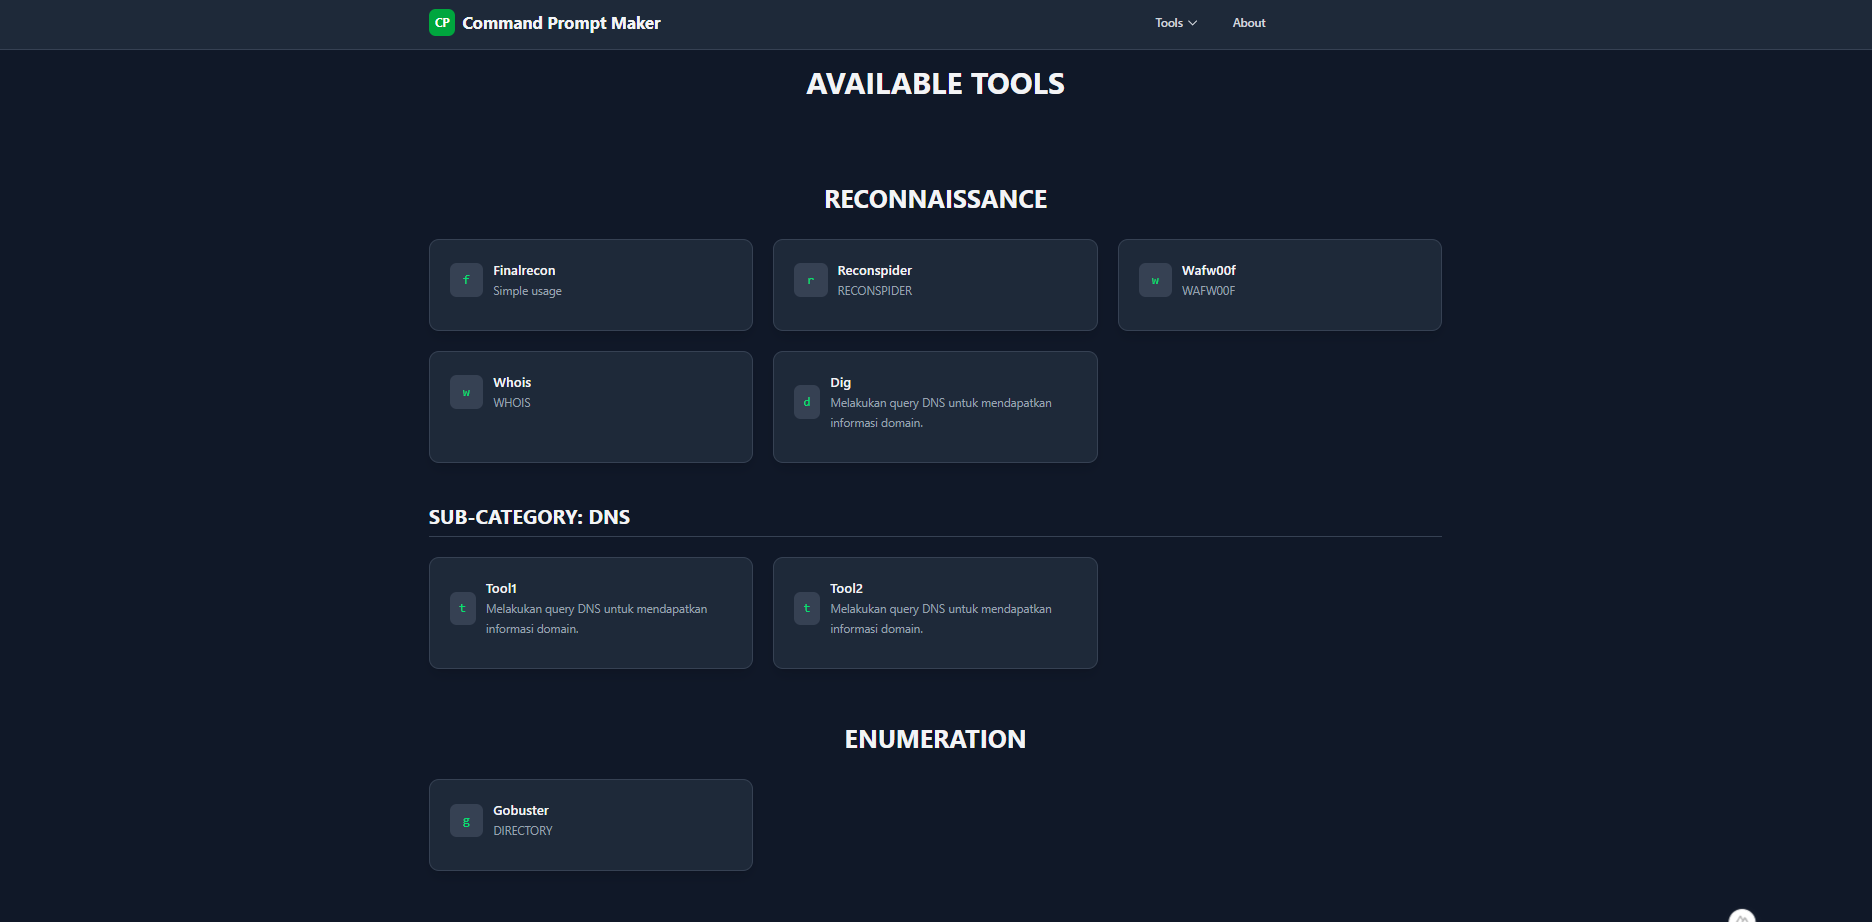 CP Command Prompt Maker Tools About
AVAILABLE TOOLS
RECONNAISSANCE
f Finalrecon
Simple usage
r Reconspider
RECONSPIDER
w Wafw00f
WAFW00F
w Whois
WHOIS
d Dig
Melakukan query DNS untuk mendapatkan
informasi domain.
SUB-CATEGORY: DNS
t Tool1
Melakukan query DNS untuk mendapatkan
informasi domain.
t Tool2
Melakukan query DNS untuk mendapatkan
informasi domain.
ENUMERATION
g Gobuster
DIRECTORY